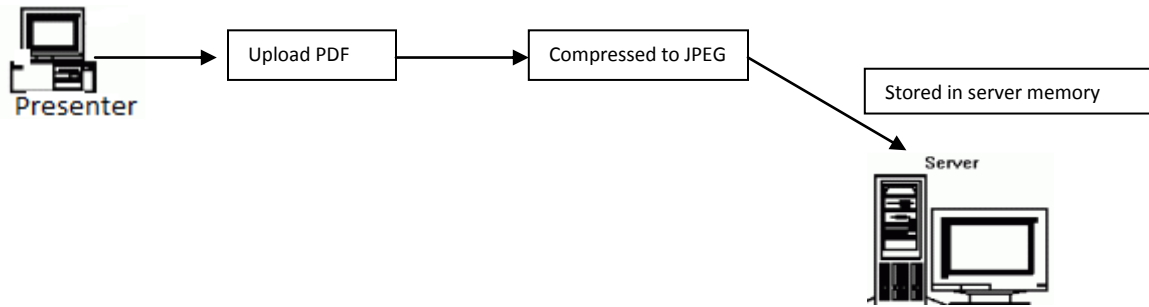 Upload PDF
Compressed to JPEG
Stored in server memory
Presenter
Server